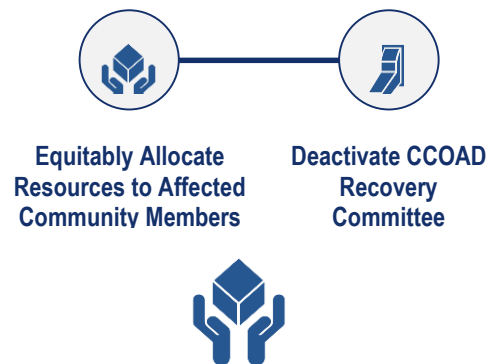 Equitably Allocate
Resources to Affected
Community Members
Deactivate CCOAD
Recovery
Committee